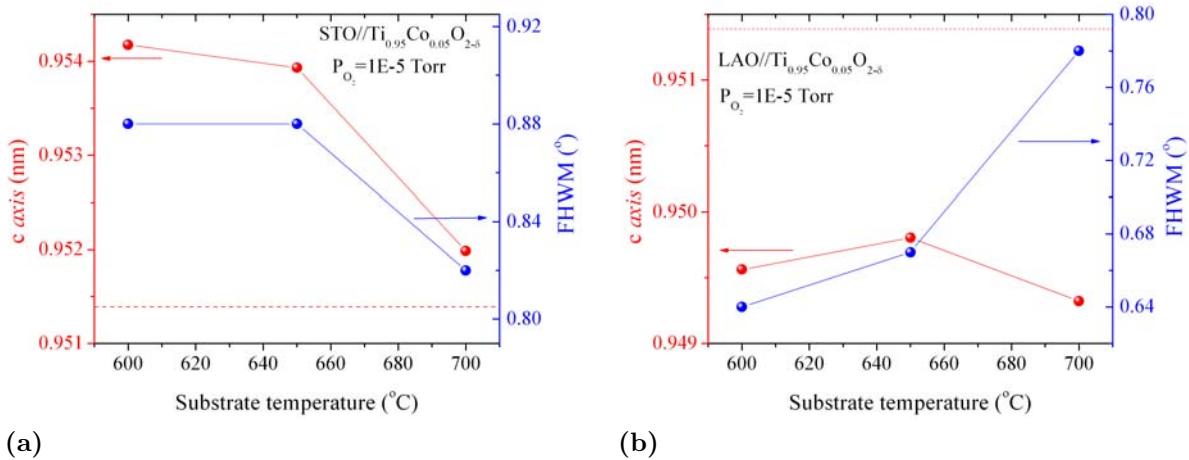 STO//Ti0.95Co0.05O2-δ
PO2=1E-5 Torr
0.954
0.953
0.952
0.951
c axis (nm)
0.92
0.88
0.84
0.80
FHWM (°)
600 620 640 660 680 700
Substrate temperature (°C)
(a)
LAO//Ti0.95Co0.05O2-δ
PO2=1E-5 Torr
0.951
0.950
0.949
c axis (nm)
0.80
0.76
0.72
0.68
0.64
FHWM (°)
600 620 640 660 680 700
Substrate temperature (°C)
(b)